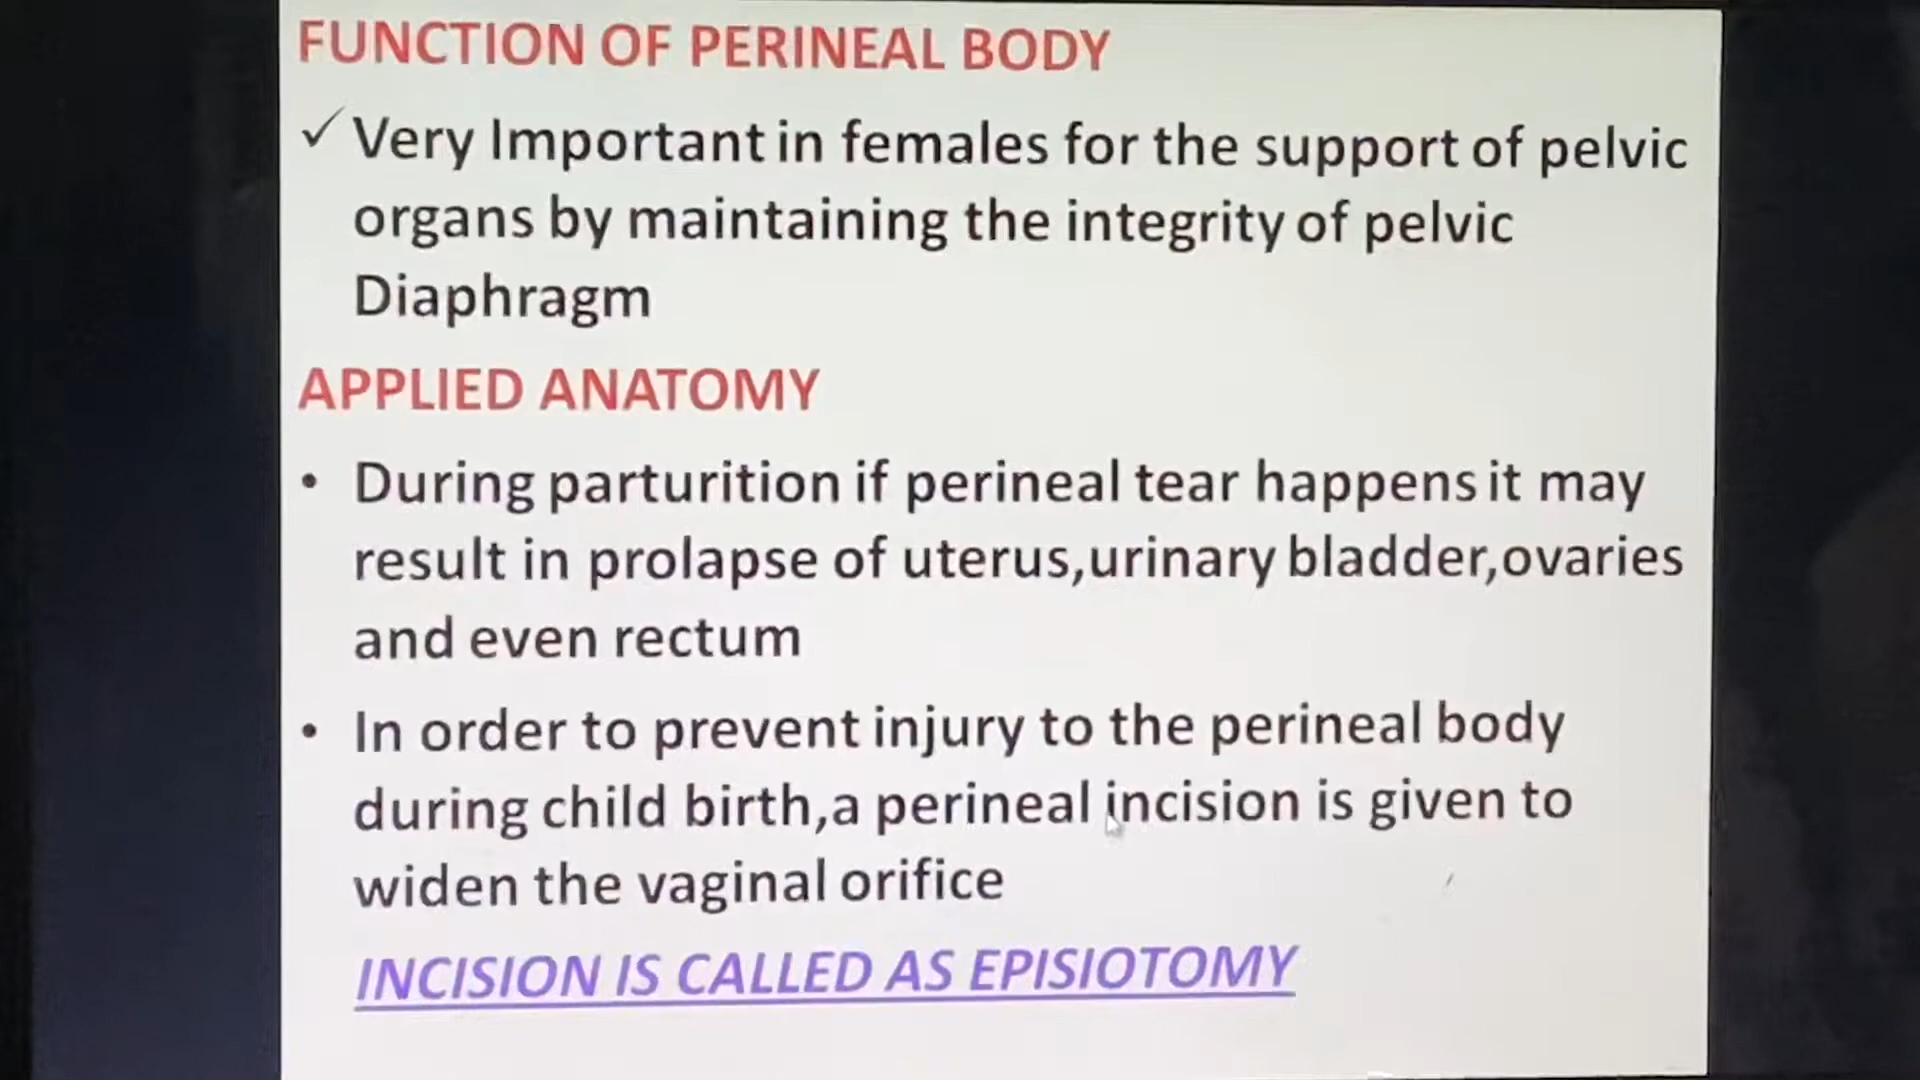 FUNCTION OF PERINEAL BODY
✓ Very Important in females for the support of pelvic
organs by maintaining the integrity of pelvic
Diaphragm
APPLIED ANATOMY
• During parturition if perineal tear happens it may
result in prolapse of uterus,urinary bladder,ovaries
and even rectum
• In order to prevent injury to the perineal body
during child birth,a perineal incision is given to
widen the vaginal orifice
INCISION IS CALLED AS EPISIOTOMY